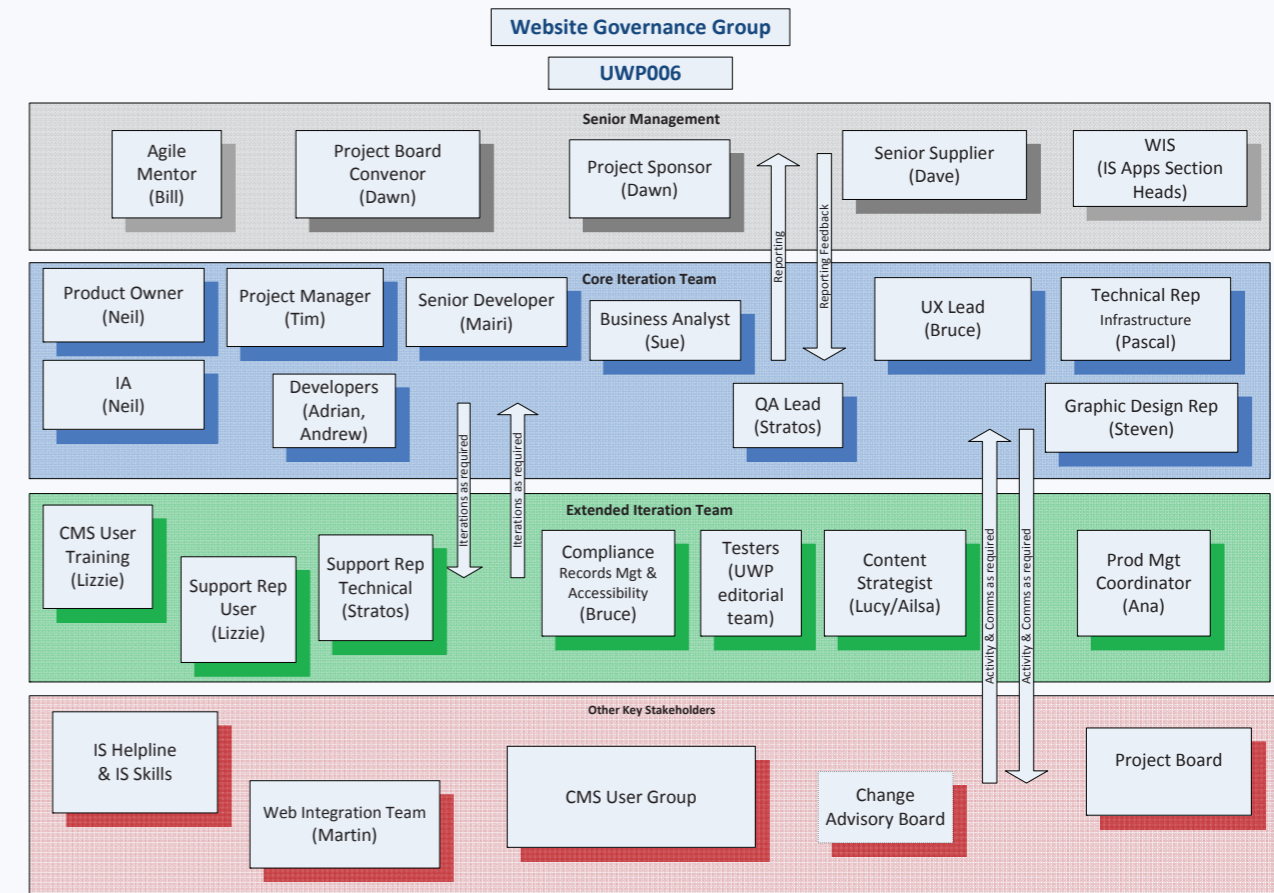 Website Governance Group
UWP006
Senior Management
Agile
Mentor
(Bill)
Project Board
Convenor
(Dawn)
Project Sponsor
(Dawn)
Senior Supplier
(Dave)
WIS
(IS Apps Section
Heads)
Reporting
Reporting Feedback
Core Iteration Team
Product Owner
(Neil)
Project Manager
(Tim)
Senior Developer
(Mairi)
Business Analyst
(Sue)
UX Lead
(Bruce)
Technical Rep
Infrastructure
(Pascal)
IA
(Neil)
Developers
(Adrian,
Andrew)
QA Lead
(Stratos)
Graphic Design Rep
(Steven)
Iterations as required
Iterations as required
Activity & Comms as required
Activity & Comms as required
Extended Iteration Team
CMS User
Training
(Lizzie)
Support Rep
User
(Lizzie)
Support Rep
Technical
(Stratos)
Compliance
Records Mgt &
Accessibility
(Bruce)
Testers
(UWP
editorial
team)
Content
Strategist
(Lucy/Ailsa)
Prod Mgt
Coordinator
(Ana)
Other Key Stakeholders
IS Helpline
& IS Skills
Web Integration Team
(Martin)
CMS User Group
Change
Advisory Board
Project Board